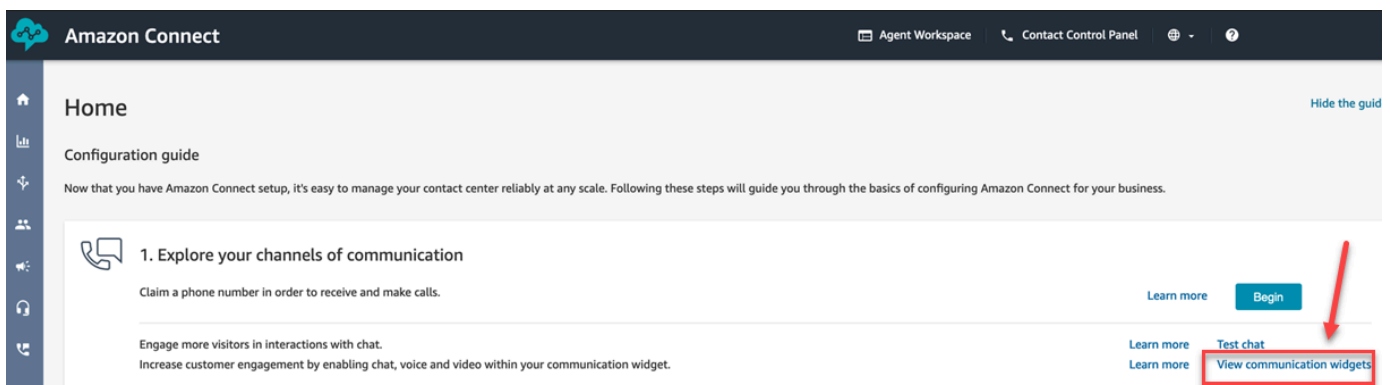 Amazon Connect
Agent Workspace
Contact Control Panel
Home
Hide the guid
Configuration guide
Now that you have Amazon Connect setup, it's easy to manage your contact center reliably at any scale. Following these steps will guide you through the basics of configuring Amazon Connect for your business.
1. Explore your channels of communication
Claim a phone number in order to receive and make calls.
Learn more
Begin
Engage more visitors in interactions with chat.
Learn more
Test chat
Increase customer engagement by enabling chat, voice and video within your communication widget.
Learn more
View communication widgets